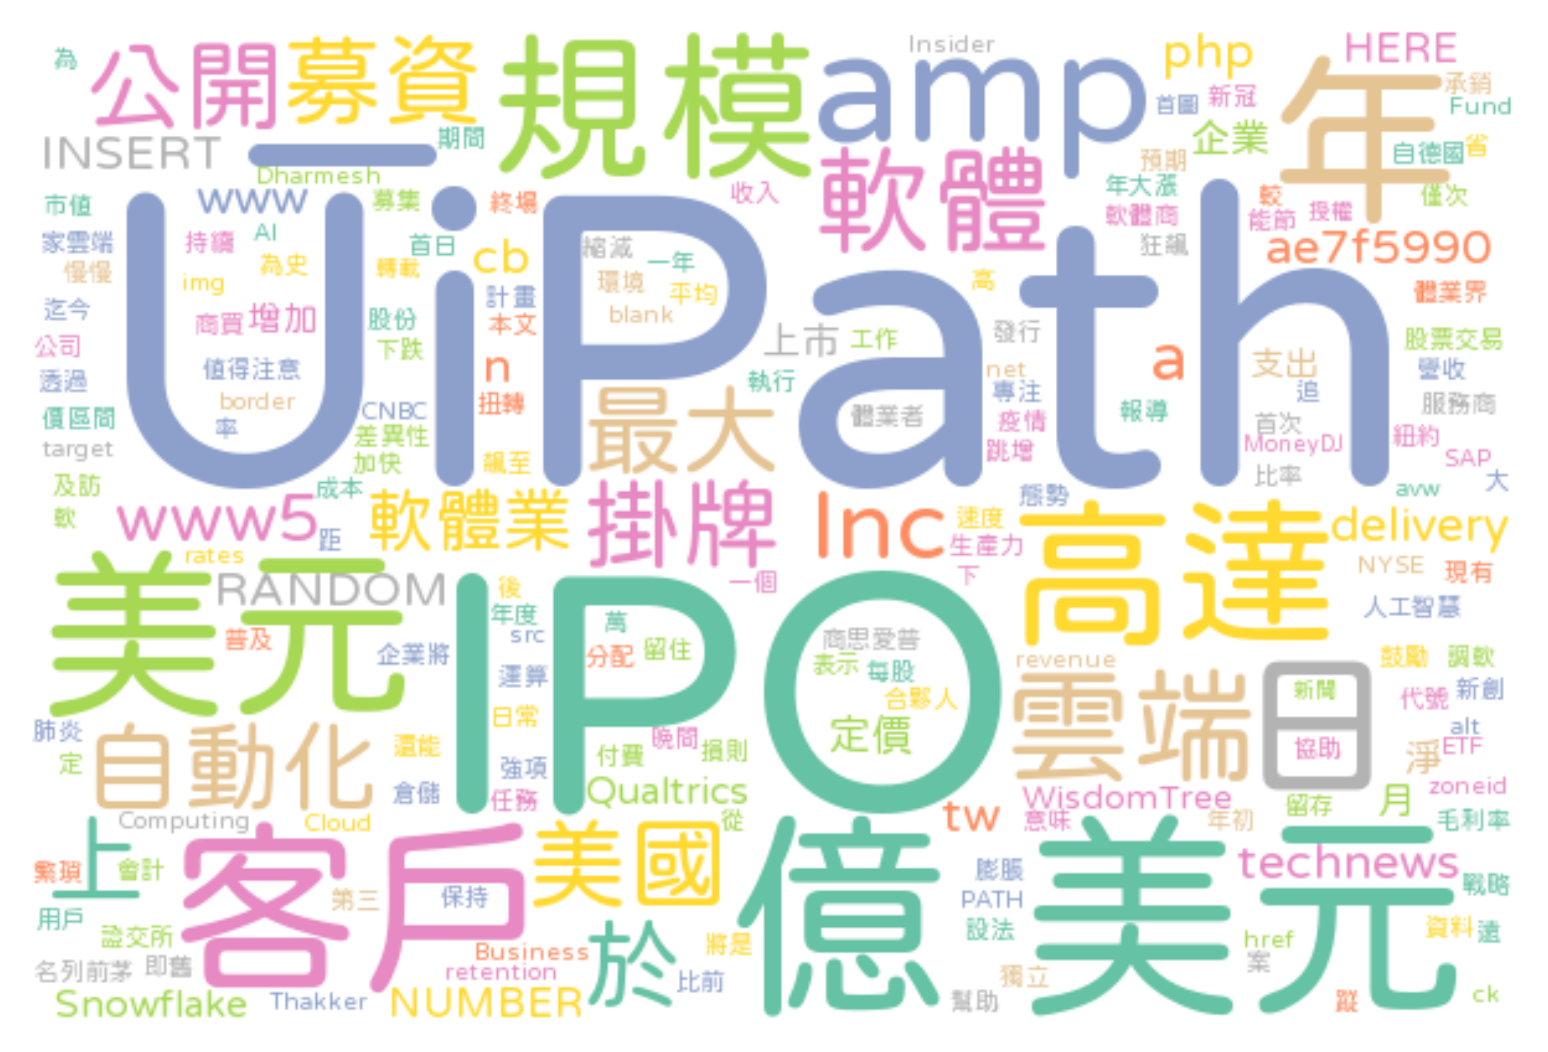 為 公開 募資 規模 amp php HERE
Insider 首圖 新冠 年 承銷 Fund
INSERT 一 期間 企業 自德國 省
Dharmesh 軟體 預期
市值 www 募集 終場 收入 年大漲 軟體商 較 能節 授權 僅次
家雲端 持續 AI 首日 cb 縮減 一年 狂飆 ae7f5990
慢慢 img 為史 轉載 環境 平均 高 體業界
迄今 商買 增加 股份 計畫 本文 blank 上市 工作 發行 股票交易
公司 下跌 UiPath
透過 值得注意 n 執行 net 專注 a 支出 追 營收
價區間 border 率 CNBC 扭轉 最大 體業者 疫情 報導 首次 服務商
target 差異性 加快 飆至 跳增 MoneyDJ 紐約 SAP
及訪 成本 比率 avw 大
軟 www5 距 軟體業 掛牌 Inc 態勢 速度 生產力 高達 delivery
rates 下 NYSE 現有
美元 RANDOM IPO 後 年度 一個 人工智慧
普及 企業將 src 萬 分配 留住 商思愛普 表示 每股 revenue 鼓勵 調軟
運算 合夥人 雲端 日 新聞 代號 新創
肺炎 定 自動化 還能 日常 晚間 付費 損則 定價 協助 淨 ETF alt
倉儲 強項 任務 Qualtrics WisdomTree 留存 月 zoneid
Computing Cloud 從 tw 意味 年初 毛利率
上 繁瑣 會計 客戶 美國 億 美元 technews
第三 保持 膨脹 PATH 戰略
用戶 證交所 於 將是 設法 href 資料 遠
名列前茅 即舊 Business retention 比前 獨立 案
Snowflake Thakker NUMBER 幫助 蹤 ck